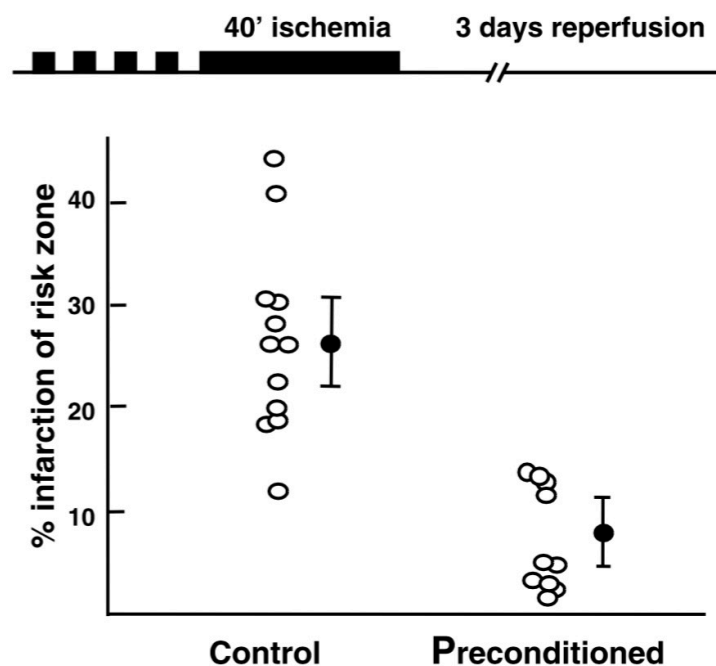 40’ ischemia 3 days reperfusion
% infarction of risk zone
40
30
20
10
Control Preconditioned